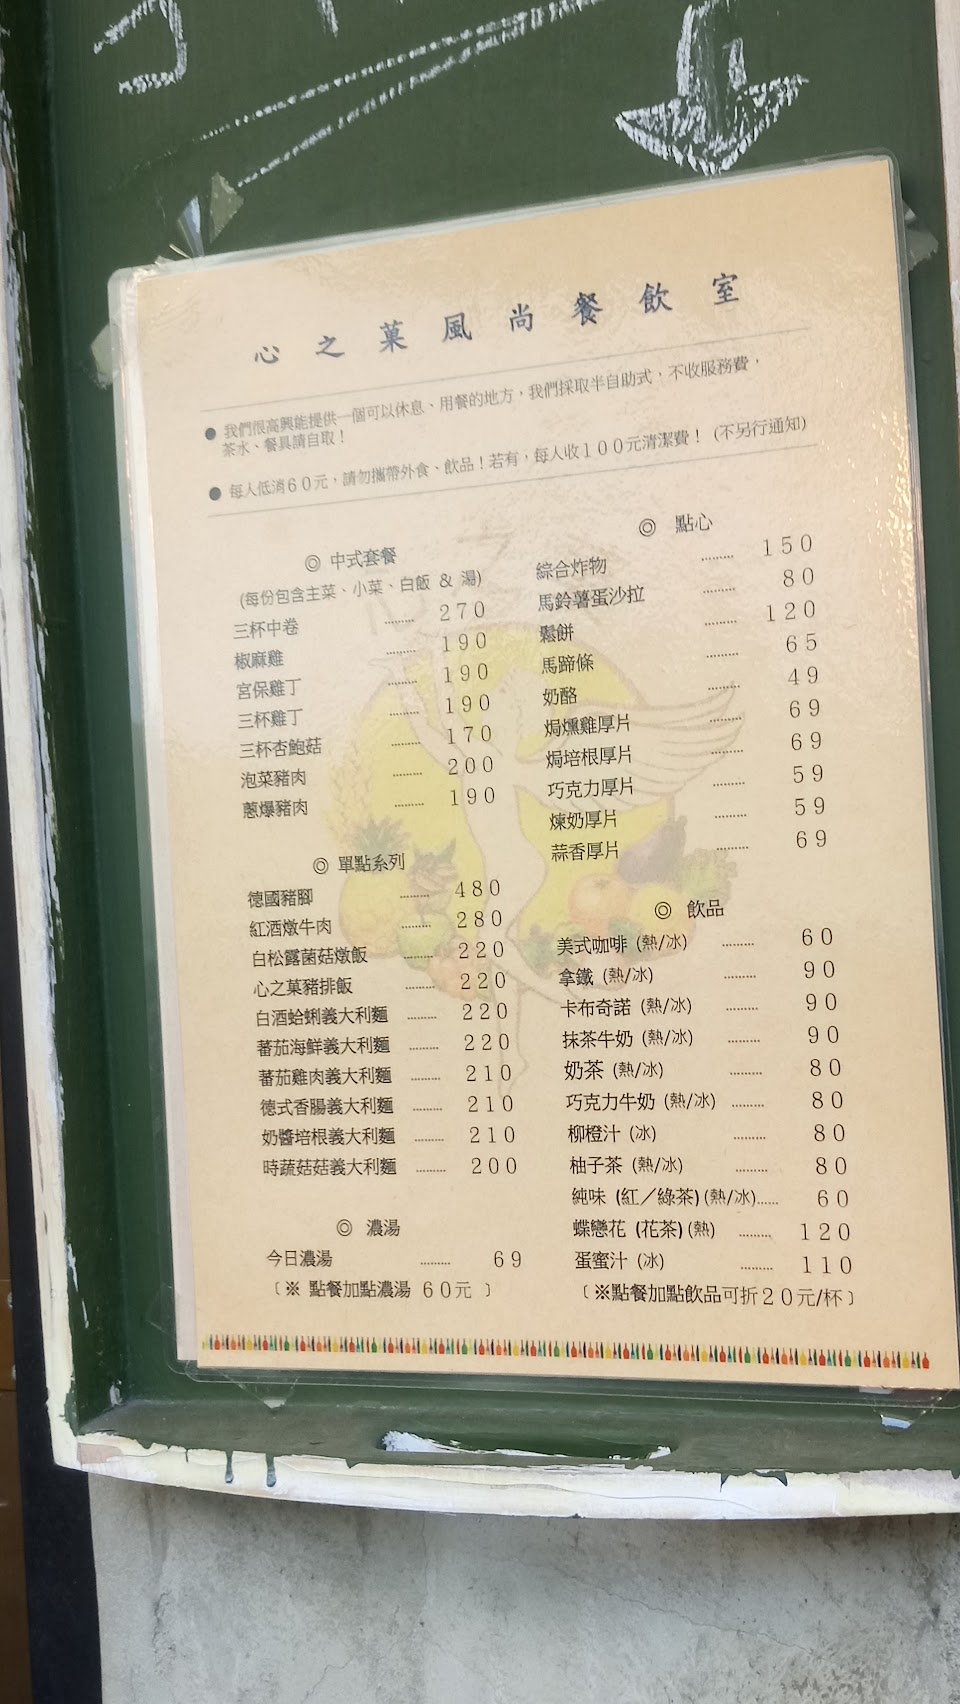 心之菓風尚餐飲室
● 我們很高興能提供一個可以休息、用餐的地方，我們採取半自助式，不收服務費，
茶水、餐具請自取！
● 每人低消６０元，請勿攜帶外食、飲品！若有，每人收１００元清潔費！(不另行通知)
◎ 中式套餐
(每份包含主菜、小菜、白飯 & 湯)
三杯中卷 ......... 270
椒麻雞 ......... 190
宮保雞丁 ......... 190
三杯雞丁 ......... 190
三杯杏鮑菇 ......... 170
泡菜豬肉 ......... 200
蔥爆豬肉 ......... 190
◎ 單點系列
德國豬腳 ......... 480
紅酒燉牛肉 ......... 280
白松露菌菇燉飯 ......... 220
心之菓豬排飯 ......... 220
白酒蛤蜊義大利麵 ......... 220
蕃茄海鮮義大利麵 ......... 220
蕃茄雞肉義大利麵 ......... 210
德式香腸義大利麵 ......... 210
奶醬培根義大利麵 ......... 210
時蔬菇菇義大利麵 ......... 200
◎ 濃湯
今日濃湯 ......... 69
〔※ 點餐加點濃湯 60元 〕
◎ 點心
綜合炸物 ......... 150
馬鈴薯蛋沙拉 ......... 80
鬆餅 ......... 120
馬蹄條 ......... 65
奶酪 ......... 49
焗燻雞厚片 ......... 69
焗培根厚片 ......... 69
巧克力厚片 ......... 59
煉奶厚片 ......... 59
蒜香厚片 ......... 69
◎ 飲品
美式咖啡 (熱/冰) ......... 60
拿鐵 (熱/冰) ......... 90
卡布奇諾 (熱/冰) ......... 90
抹茶牛奶 (熱/冰) ......... 90
奶茶 (熱/冰) ......... 80
巧克力牛奶 (熱/冰) ......... 80
柳橙汁 (冰) ......... 80
柚子茶 (熱/冰) ......... 80
純味 (紅／綠茶)(熱/冰)...... 60
蝶戀花 (花茶)(熱) ......... 120
蛋蜜汁 (冰) ......... 110
〔※點餐加點飲品可折２０元/杯〕